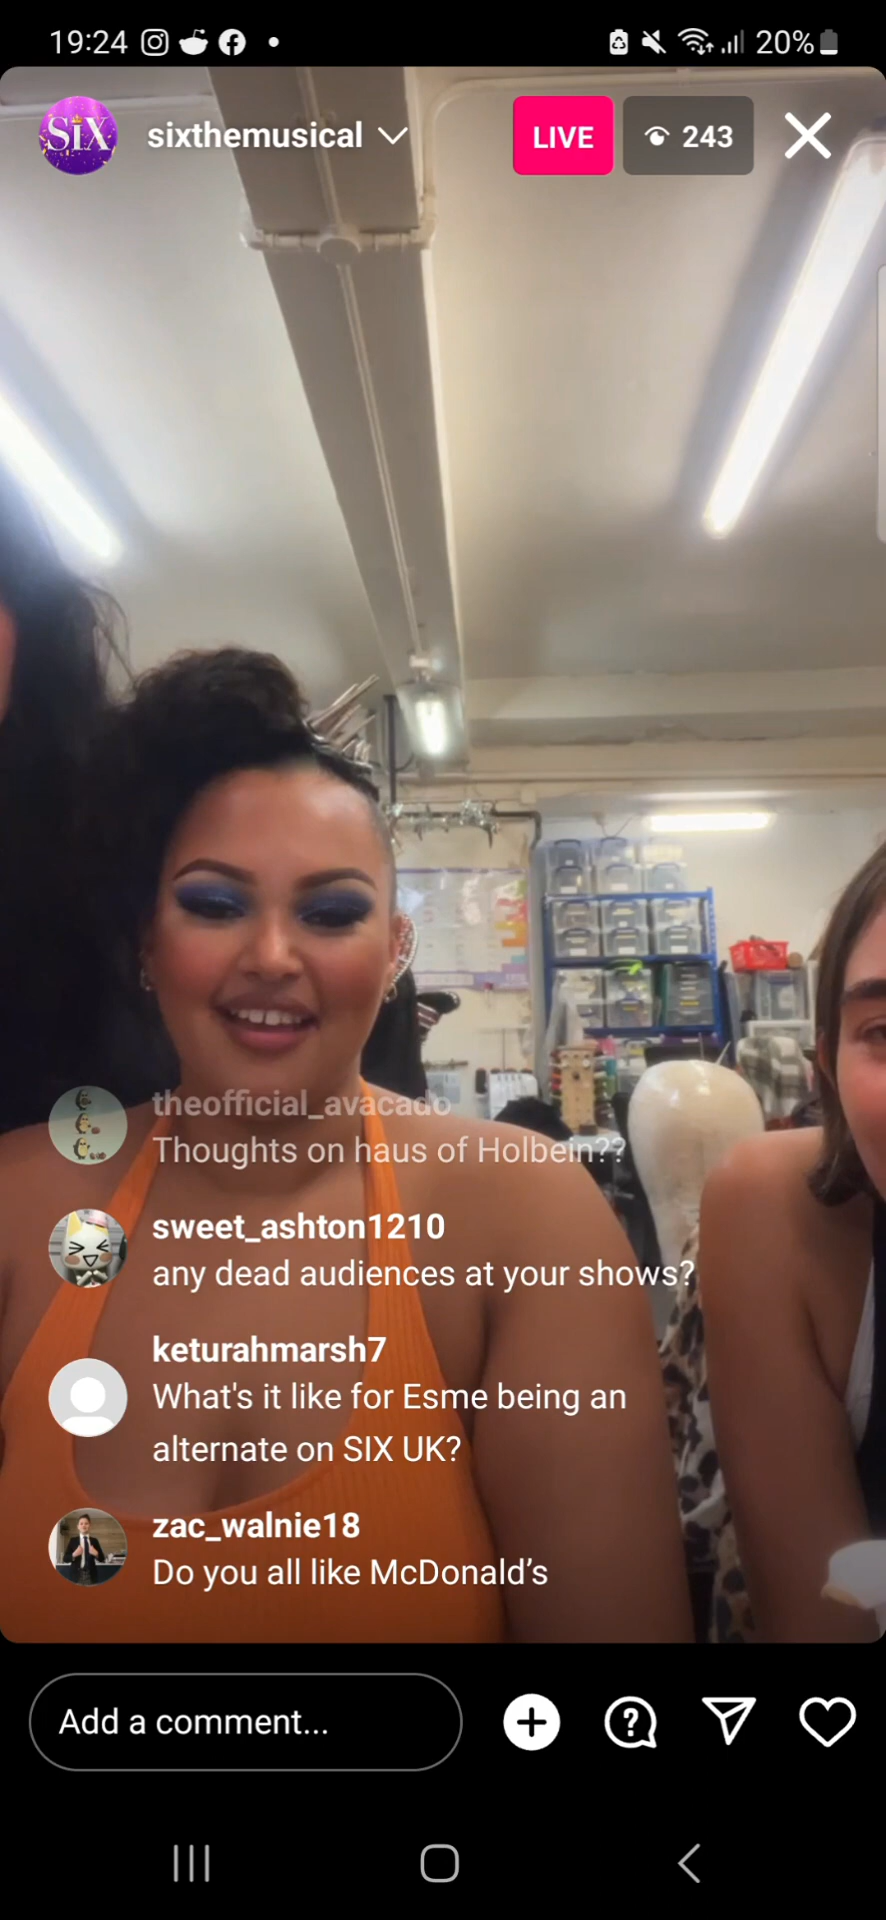 19:24
20%
SIX
sixthemusical
LIVE
243
theofficial_avacado
Thoughts on haus of Holbein??
sweet_ashton1210
any dead audiences at your shows?
keturahmarsh7
What's it like for Esme being an
alternate on SIX UK?
zac_walnie18
Do you all like McDonald’s
Add a comment...